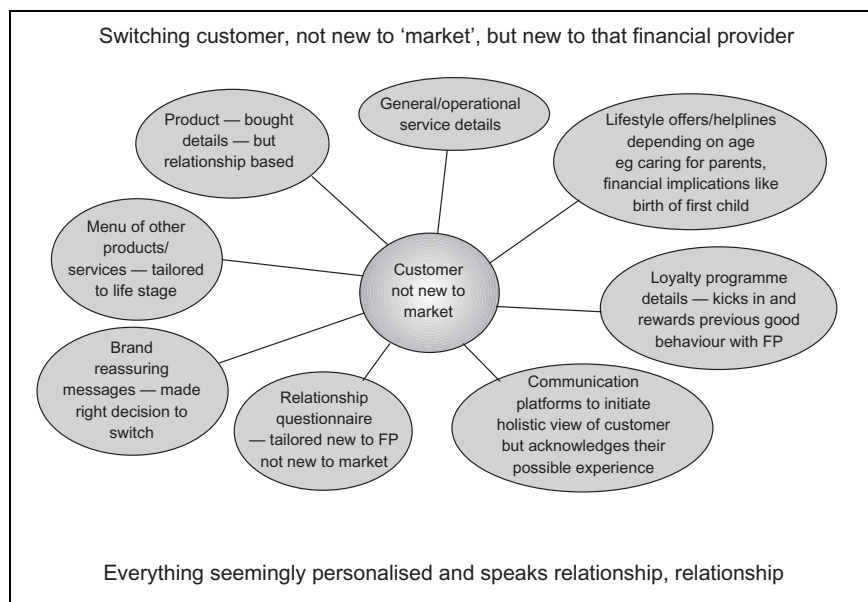 Switching customer, not new to ‘market’, but new to that financial provider
Product — bought
details — but
relationship based
General/operational
service details
Lifestyle offers/helplines
depending on age
eg caring for parents,
financial implications like
birth of first child
Menu of other
products/
services — tailored
to life stage
Customer
not new to
market
Loyalty programme
details — kicks in and
rewards previous good
behaviour with FP
Brand
reassuring
messages — made
right decision to
switch
Relationship
questionnaire
— tailored new to FP
not new to market
Communication
platforms to initiate
holistic view of customer
but acknowledges their
possible experience
Everything seemingly personalised and speaks relationship, relationship